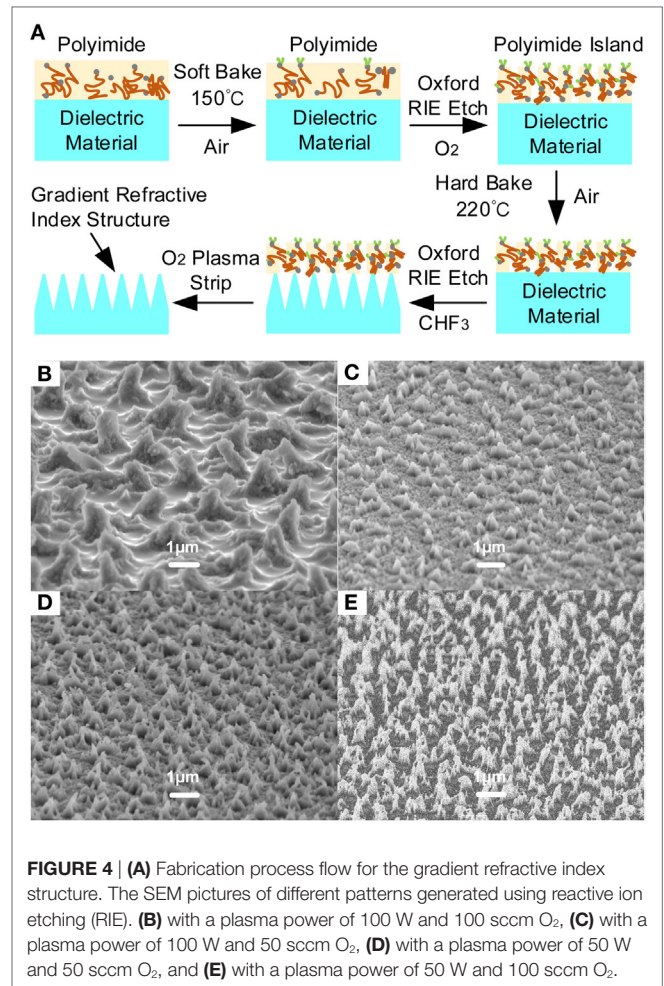 A
Polyimide
Polyimide
Polyimide Island
Soft Bake
150°C
Air
Oxford
RIE Etch
O2
Dielectric
Material
Dielectric
Material
Dielectric
Material
Hard Bake
220°C
Air
Gradient Refractive
Index Structure
O2 Plasma
Strip
Oxford
RIE Etch
CHF3
Dielectric
Material
B
1μm
C
1μm
D
1μm
E
1μm
FIGURE 4 | (A) Fabrication process flow for the gradient refractive index
structure. The SEM pictures of different patterns generated using reactive ion
etching (RIE). (B) with a plasma power of 100 W and 100 sccm O2, (C) with a
plasma power of 100 W and 50 sccm O2, (D) with a plasma power of 50 W
and 50 sccm O2, and (E) with a plasma power of 50 W and 100 sccm O2.